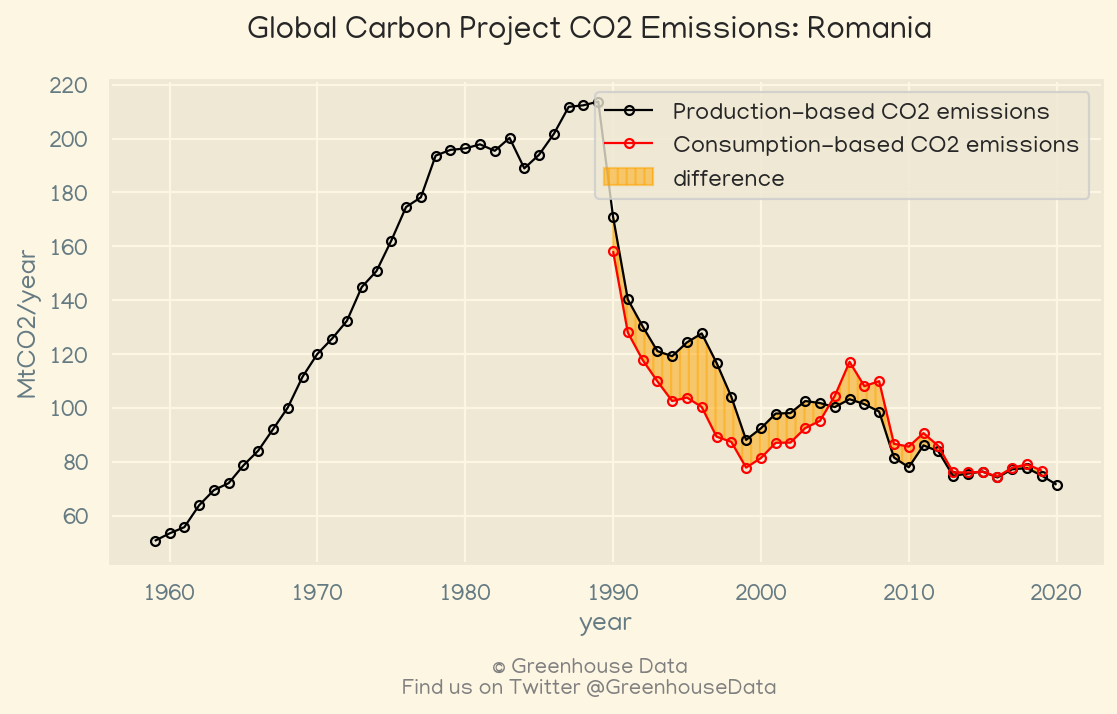 Global Carbon Project CO2 Emissions: Romania
220
200
180
160
140
120
100
80
60
MtCO2/year
Production-based CO2 emissions
Consumption-based CO2 emissions
difference
1960 1970 1980 1990 2000 2010 2020
year
© Greenhouse Data
Find us on Twitter @GreenhouseData